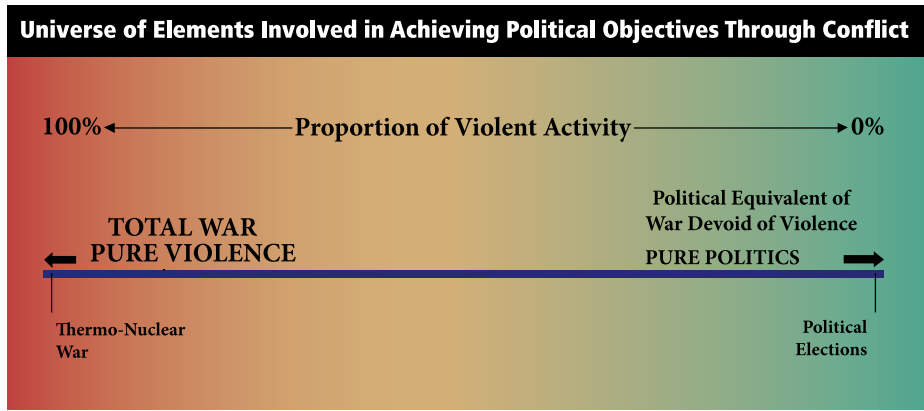 Universe of Elements Involved in Achieving Political Objectives Through Conflict
100% Proportion of Violent Activity 0%
TOTAL WAR
PURE VIOLENCE
Political Equivalent of
War Devoid of Violence
PURE POLITICS
Thermo-Nuclear
War
Political
Elections